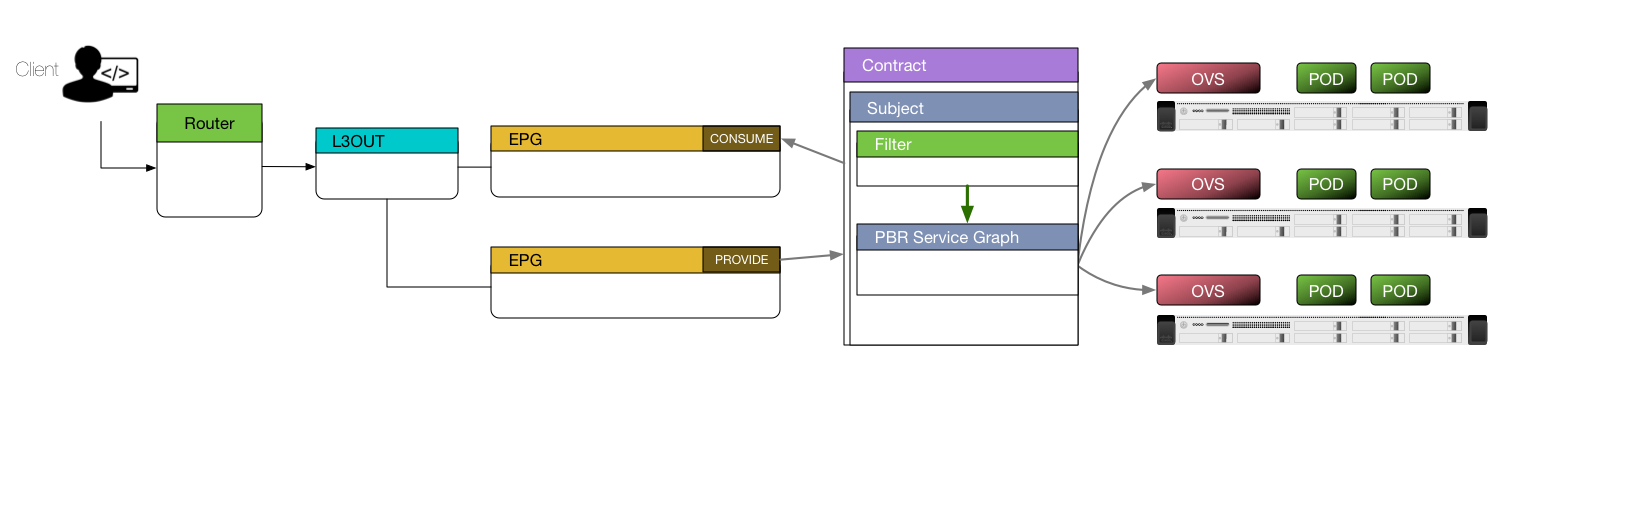 Client
</>
Router
L3OUT
EPG CONSUME
EPG PROVIDE
Contract
Subject
Filter
PBR Service Graph
OVS POD POD
OVS POD POD
OVS POD POD